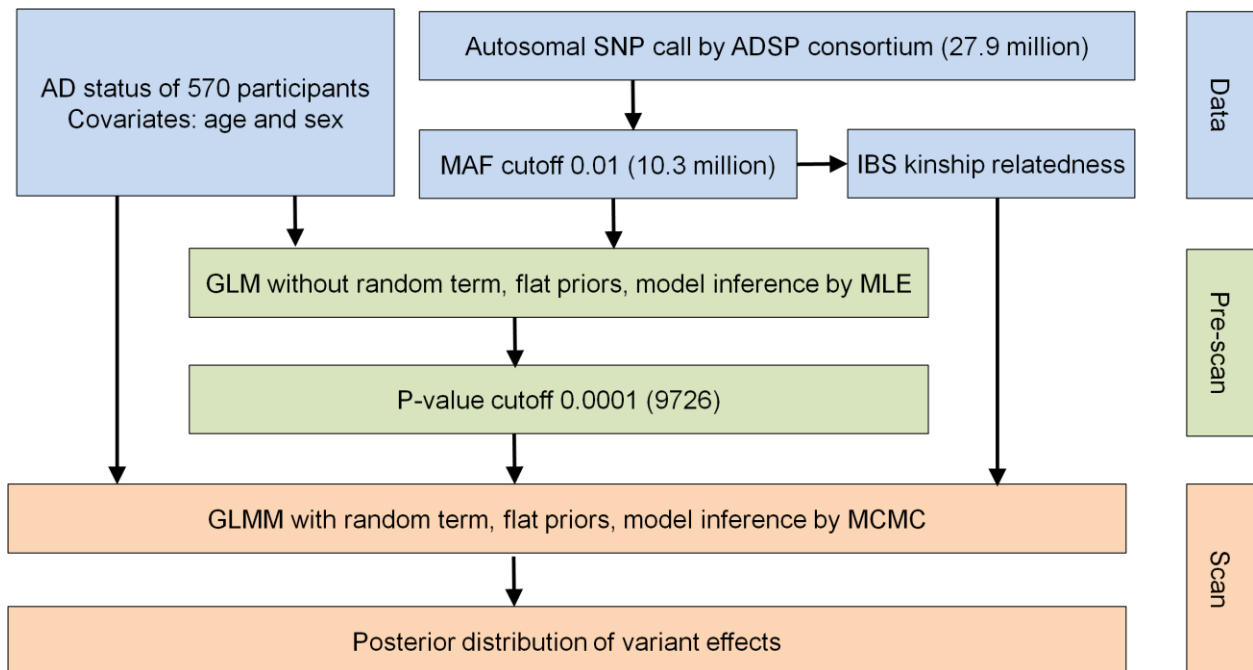 Autosomal SNP call by ADSP consortium (27.9 million)
AD status of 570 participants
Covariates: age and sex
MAF cutoff 0.01 (10.3 million)
IBS kinship relatedness
Data
GLM without random term, flat priors, model inference by MLE
P-value cutoff 0.0001 (9726)
Pre-scan
GLMM with random term, flat priors, model inference by MCMC
Posterior distribution of variant effects
Scan